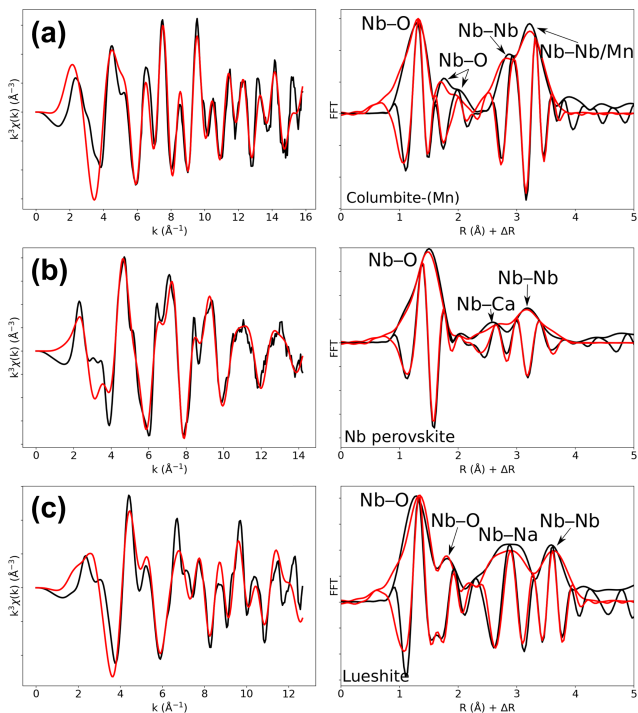 (a)
k³χ(k) (Å⁻³)
0 2 4 6 8 10 12 14 16
k (Å⁻¹)
Nb–O
Nb–O
Nb–Nb
Nb–Nb/Mn
FFT
Columbite-(Mn)
0 1 2 3 4 5
R (Å) + ΔR
(b)
k³χ(k) (Å⁻³)
0 2 4 6 8 10 12 14
k (Å⁻¹)
Nb–O
Nb–Ca
Nb–Nb
FFT
Nb perovskite
0 1 2 3 4 5
R (Å) + ΔR
(c)
k³χ(k) (Å⁻³)
0 2 4 6 8 10 12
k (Å⁻¹)
Nb–O
Nb–O
Nb–Na
Nb–Nb
FFT
Lueshite
0 1 2 3 4 5
R (Å) + ΔR